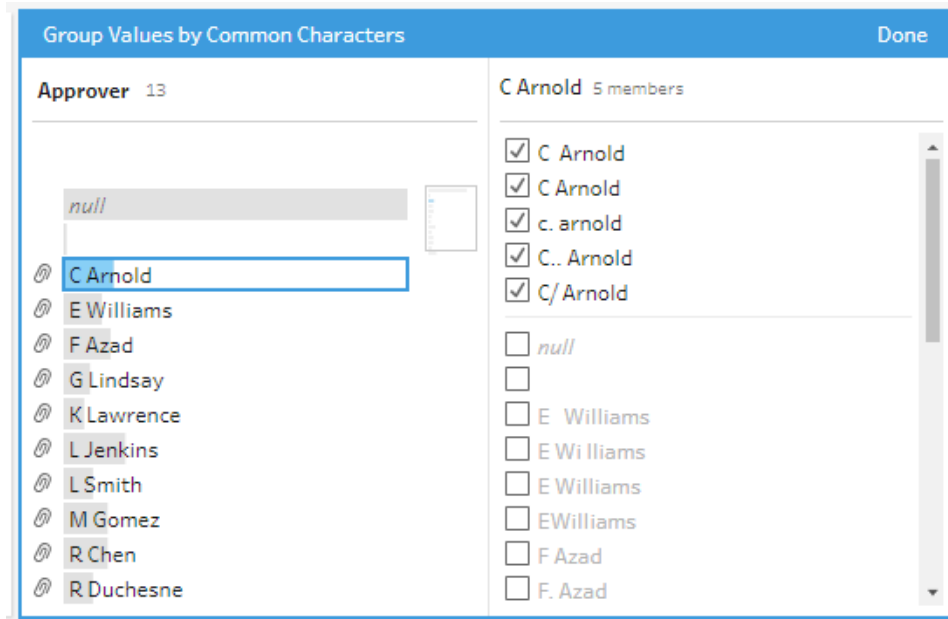 Group Values by Common Characters Done
Approver 13
null
C Arnold
E Williams
F Azad
G Lindsay
K Lawrence
L Jenkins
L Smith
M Gomez
R Chen
R Duchesne
C Arnold 5 members
C  Arnold
C Arnold
c. arnold
C.. Arnold
C/ Arnold
null
E  Williams
E Wi lliams
E Williams
EWilliams
F Azad
F. Azad